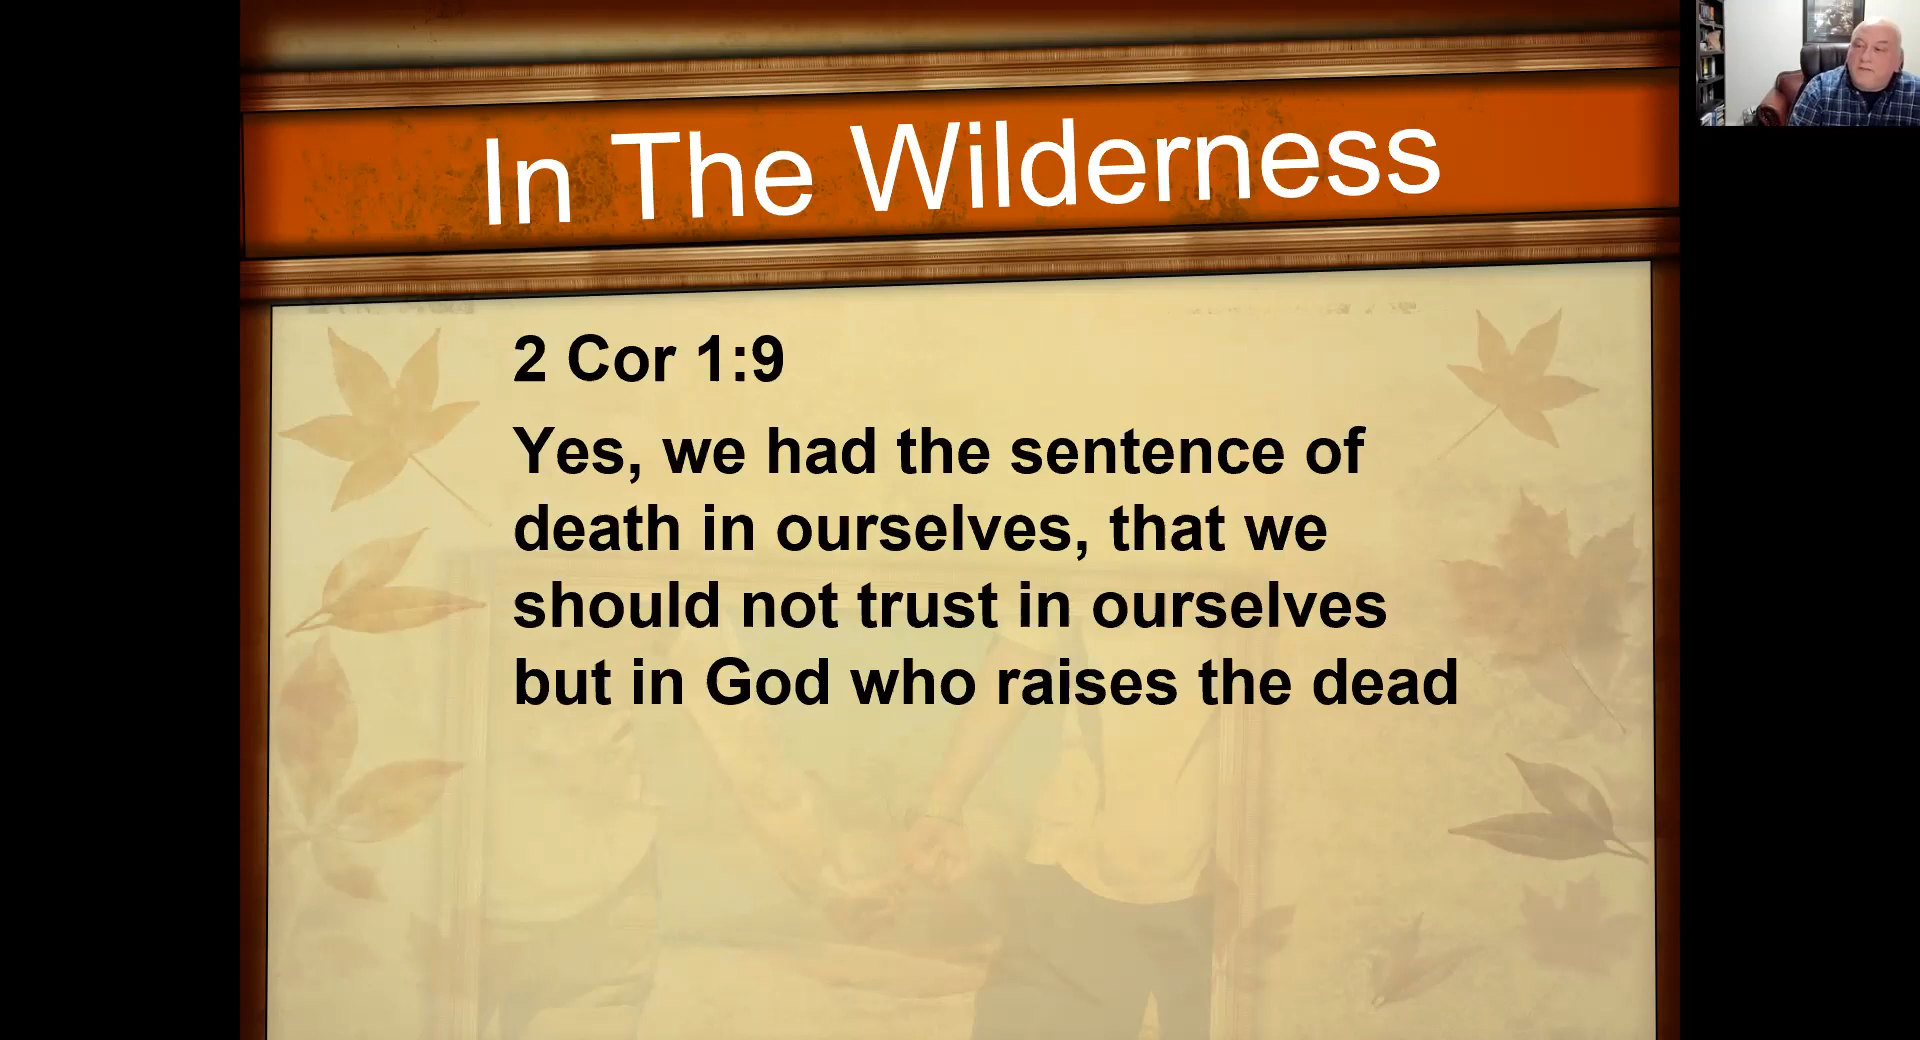 In The Wilderness
2 Cor 1:9
Yes, we had the sentence of
death in ourselves, that we
should not trust in ourselves
but in God who raises the dead